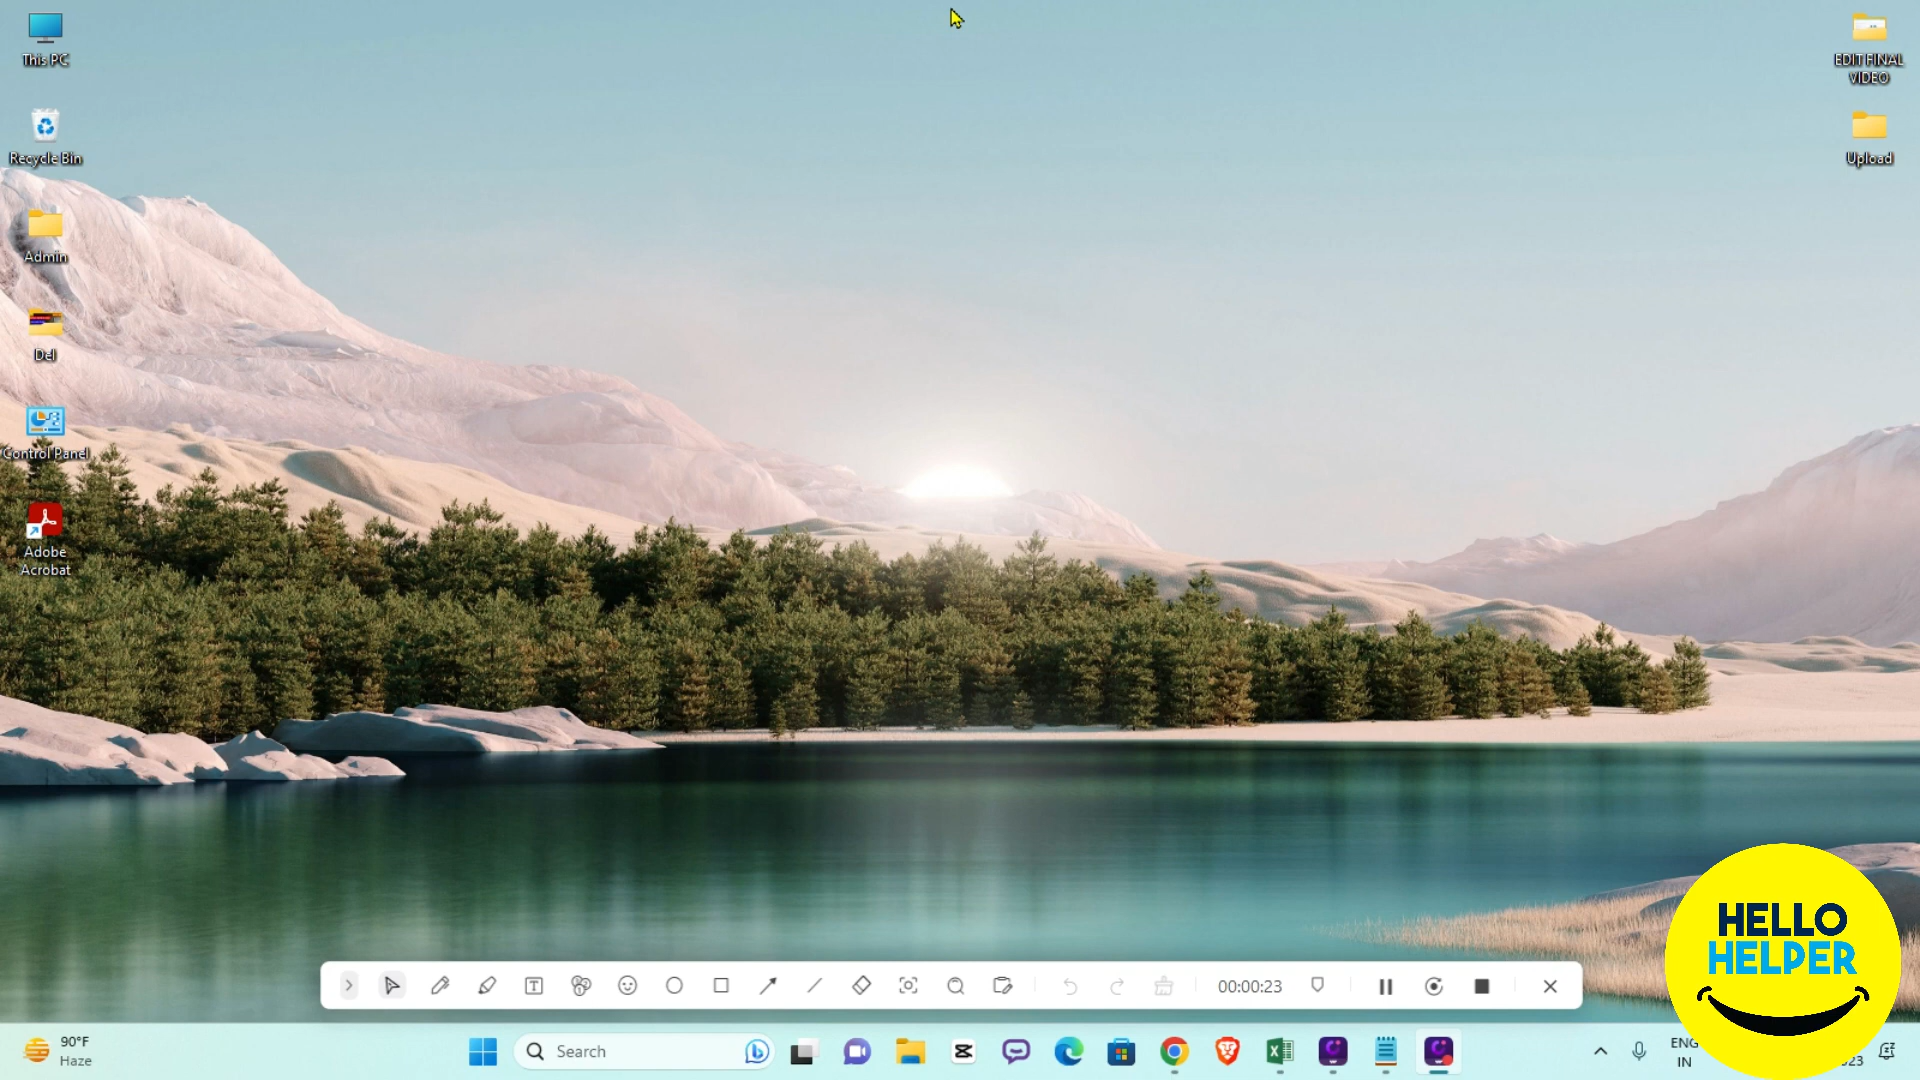 This PC
Recycle Bin
Admin
Del
Control Panel
Adobe
Acrobat
EDIT FINAL
VIDEO
Upload
HELLO
HELPER
00:00:23
90°F
Haze
Search
ENG
IN